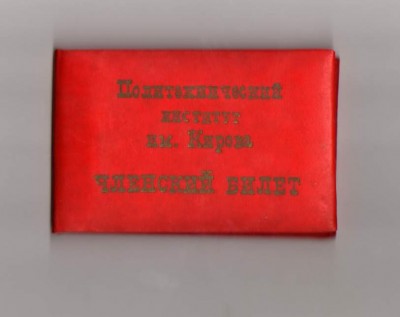 Политехнический
институт
им. Кирова
ЧЛЕНСКИЙ БИЛЕТ